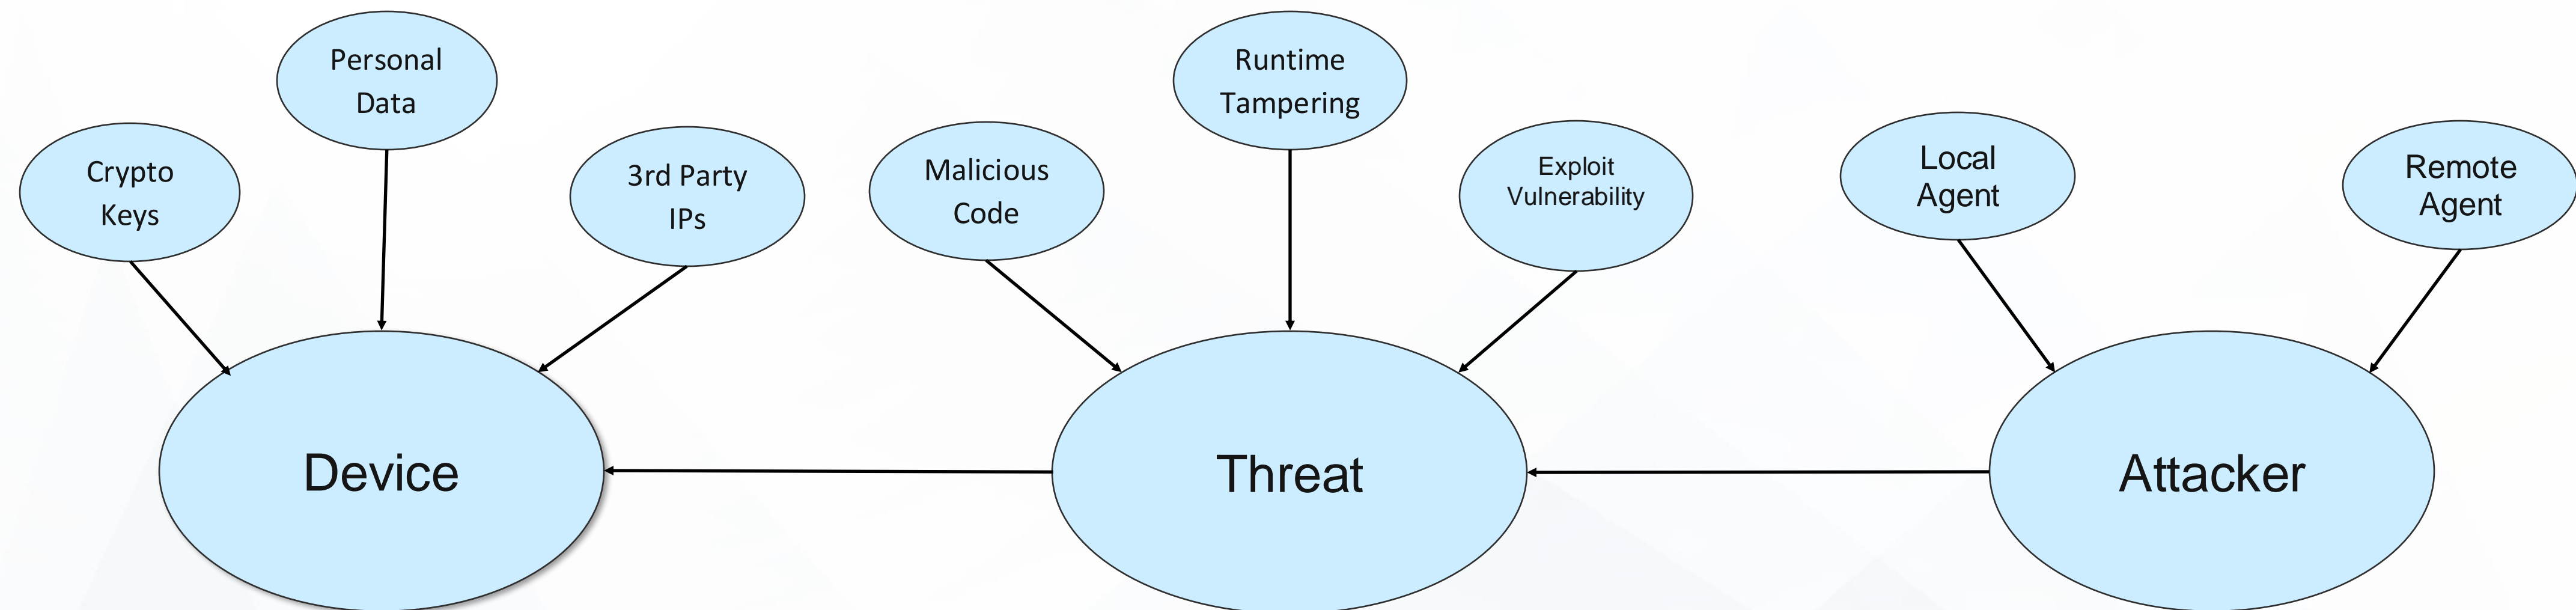 Personal
Data
Crypto
Keys
3rd Party
IPs
Runtime
Tampering
Malicious
Code
Exploit
Vulnerability
Local
Agent
Remote
Agent
Device
Threat
Attacker